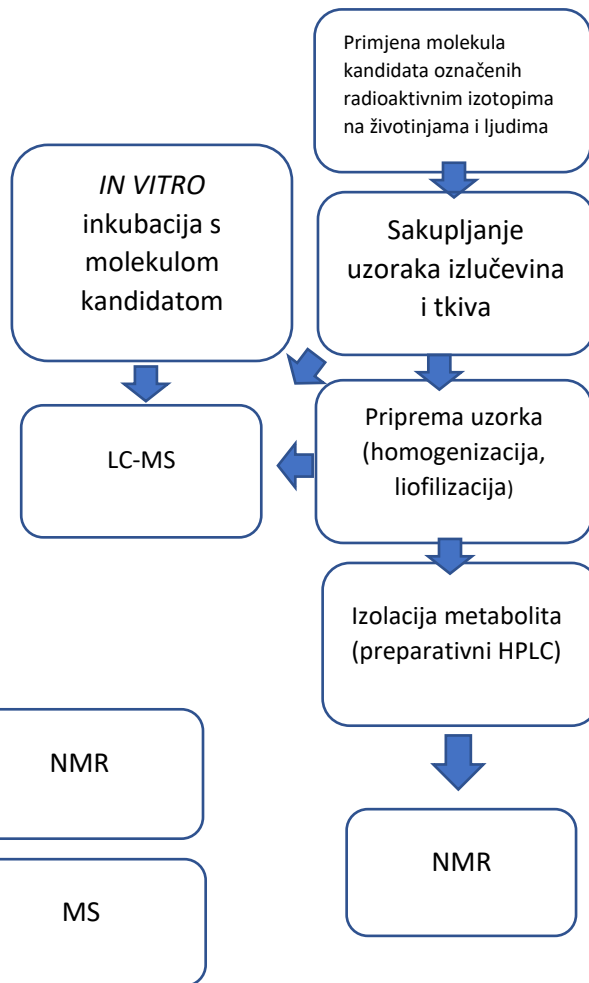 Primjena molekula
kandidata označenih
radioaktivnim izotopima
na životinjama i ljudima
IN VITRO
inkubacija s
molekulom
kandidatom
Sakupljanje
uzoraka izlučevina
i tkiva
LC-MS
Priprema uzorka
(homogenizacija,
liofilizacija)
Izolacija metabolita
(preparativni HPLC)
NMR
MS
NMR